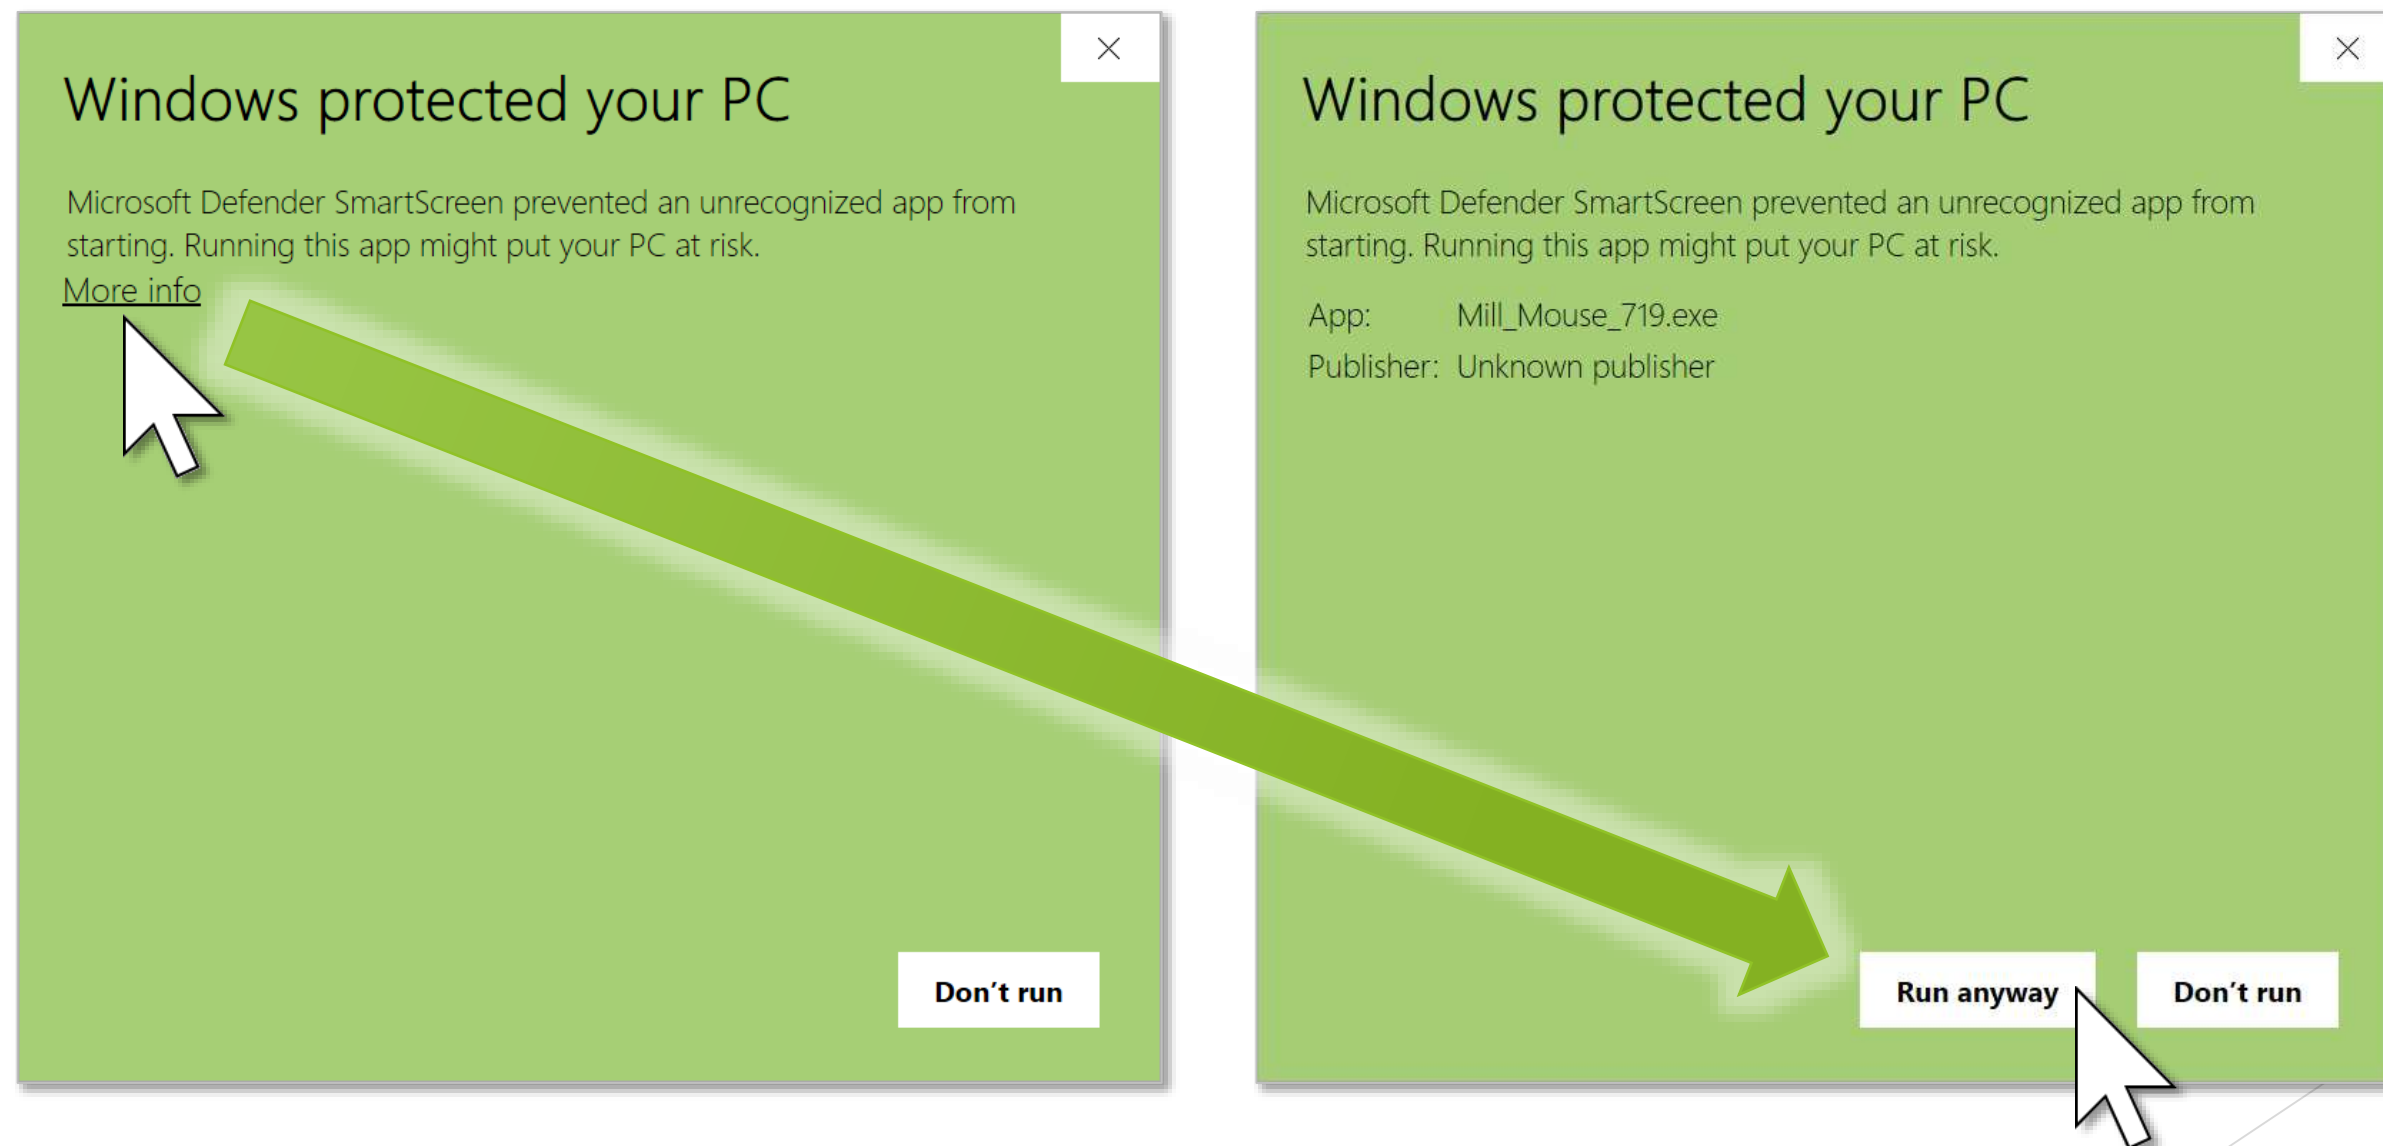 Windows protected your PC
Microsoft Defender SmartScreen prevented an unrecognized app from
starting. Running this app might put your PC at risk.
More info
Don't run
Windows protected your PC
Microsoft Defender SmartScreen prevented an unrecognized app from
starting. Running this app might put your PC at risk.
App: Mill_Mouse_719.exe
Publisher: Unknown publisher
Run anyway Don't run